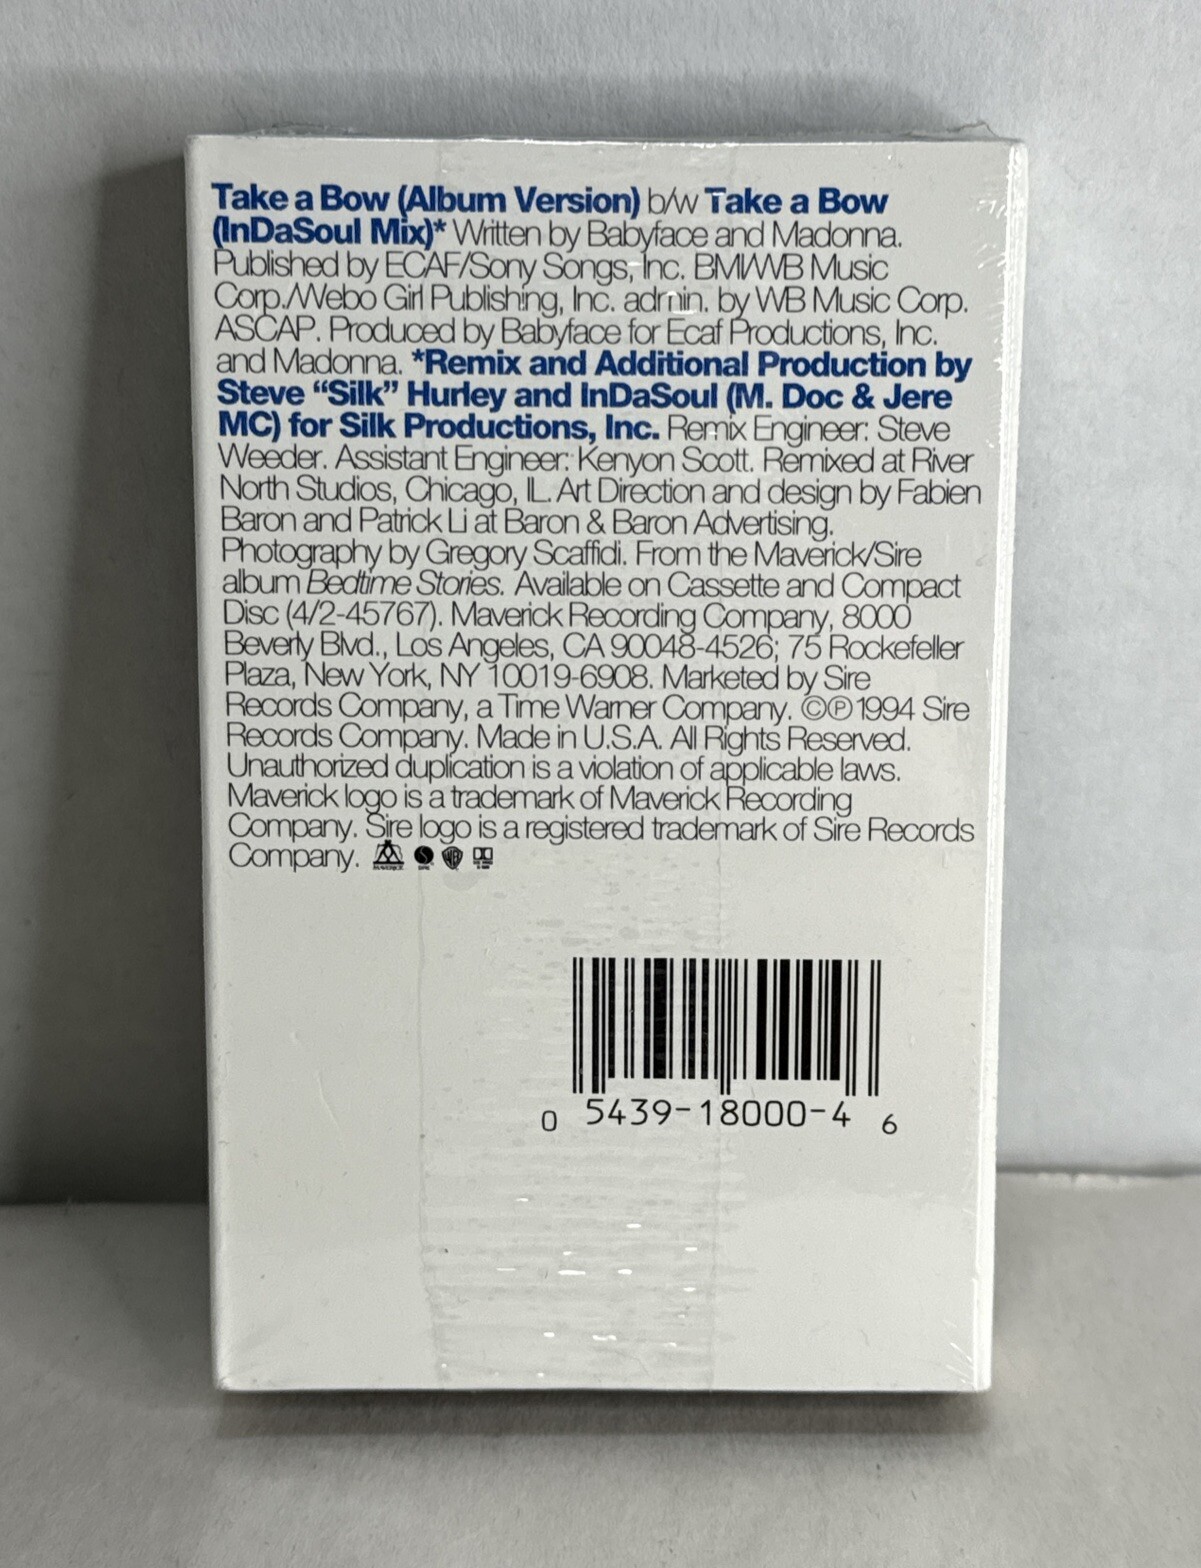 Take a Bow (Album Version) b/w Take a Bow
(InDaSoul Mix)* Written by Babyface and Madonna.
Published by ECAF/Sony Songs, Inc. BMI/WB Music
Corp./Webo Girl Publishing, Inc. admin. by WB Music Corp.
ASCAP. Produced by Babyface for Ecaf Productions, Inc.
and Madonna. *Remix and Additional Production by
Steve “Silk” Hurley and InDaSoul (M. Doc & Jere
MC) for Silk Productions, Inc. Remix Engineer: Steve
Weeder. Assistant Engineer: Kenyon Scott. Remixed at River
North Studios, Chicago, IL. Art Direction and design by Fabien
Baron and Patrick Li at Baron & Baron Advertising.
Photography by Gregory Scaffidi. From the Maverick/Sire
album Bedtime Stories. Available on Cassette and Compact
Disc (4/2-45767). Maverick Recording Company, 8000
Beverly Blvd., Los Angeles, CA 90048-4526; 75 Rockefeller
Plaza, New York, NY 10019-6908. Marketed by Sire
Records Company, a Time Warner Company. ©℗ 1994 Sire
Records Company. Made in U.S.A. All Rights Reserved.
Unauthorized duplication is a violation of applicable laws.
Maverick logo is a trademark of Maverick Recording
Company. Sire logo is a registered trademark of Sire Records
Company.
0 5439-18000-4 6